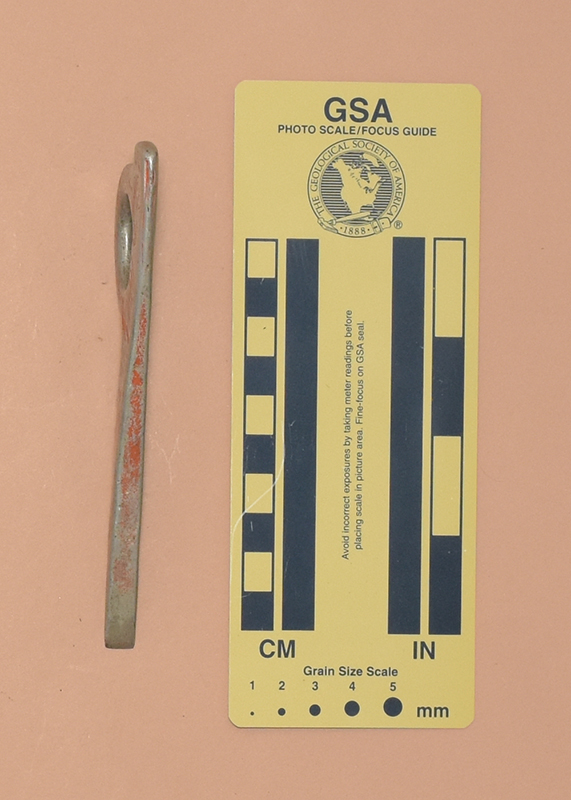 GSA
PHOTO SCALE/FOCUS GUIDE
THE GEOLOGICAL SOCIETY OF AMERICA
·1888·
®
Avoid incorrect exposures by taking meter readings before
placing scale in picture area. Fine-focus on GSA seal.
CM
IN
Grain Size Scale
1 2 3 4 5
mm